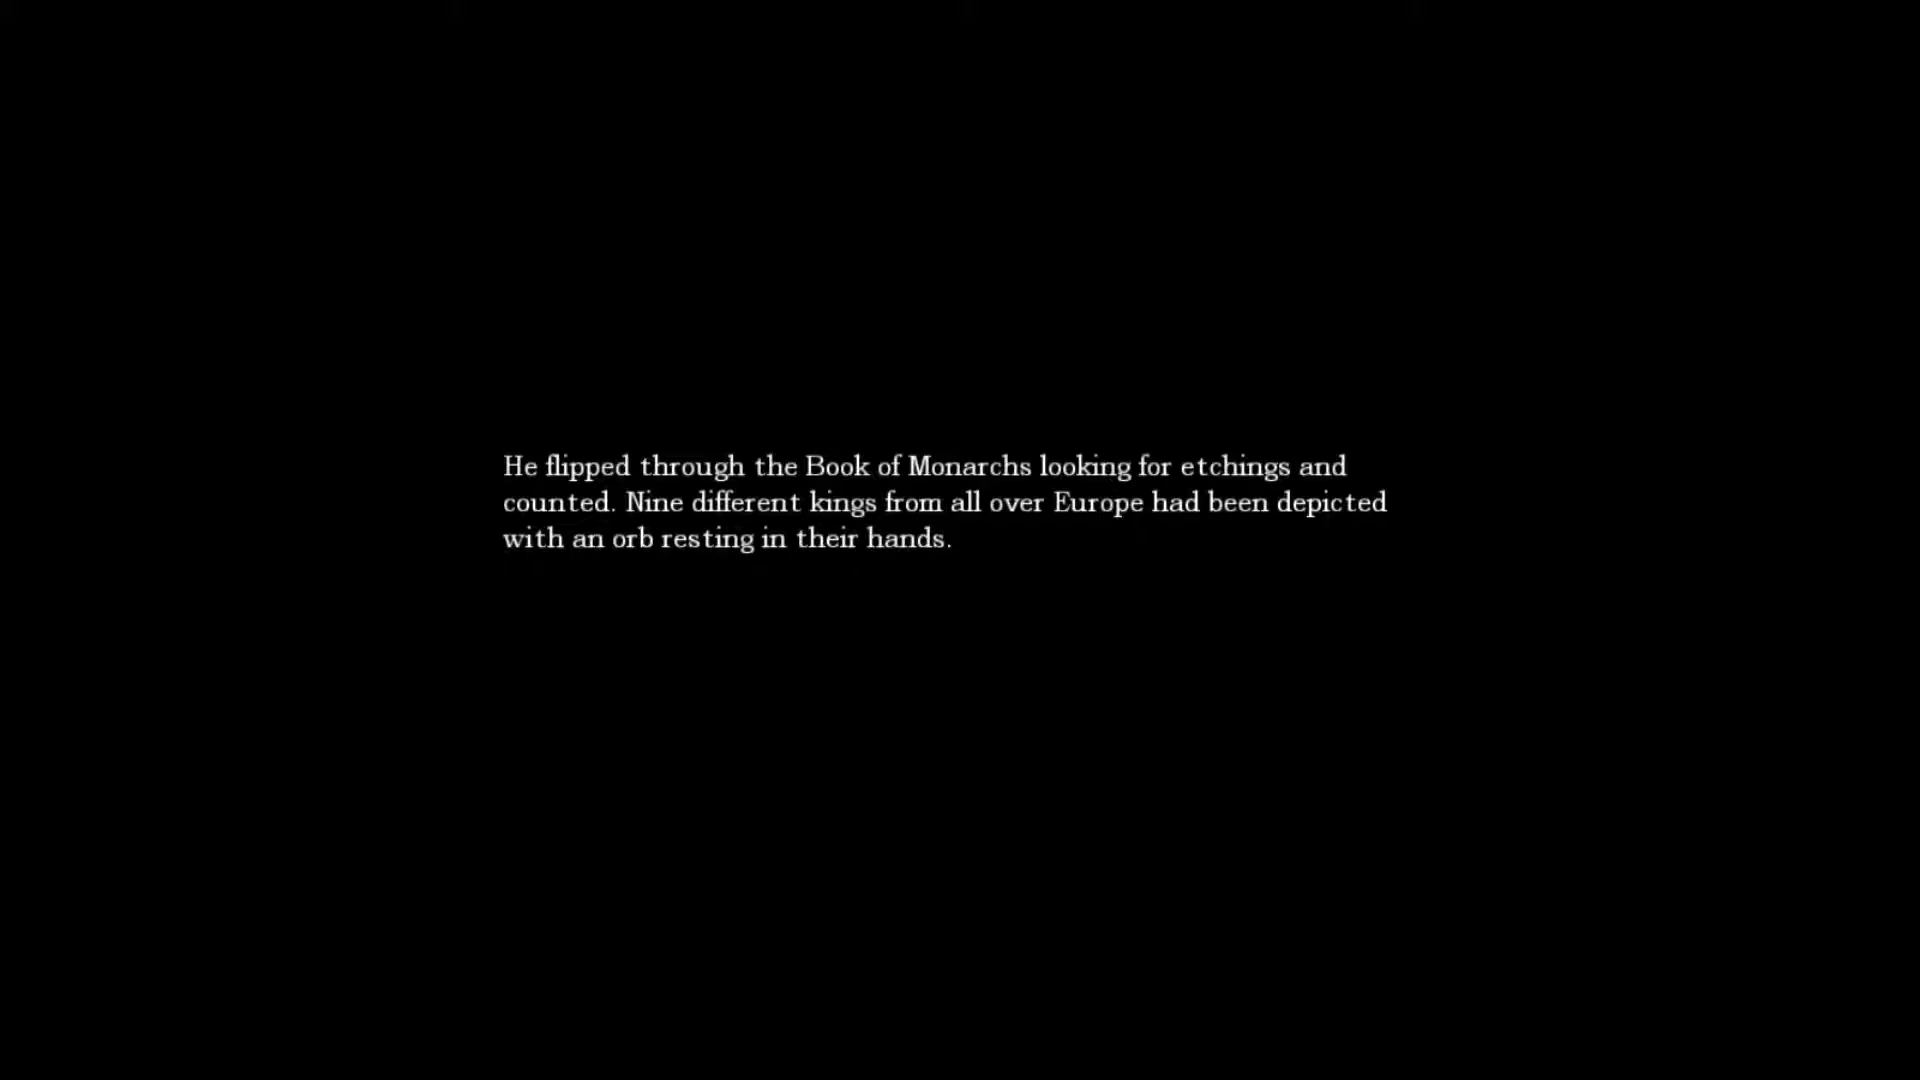 He flipped through the Book of Monarchs looking for etchings and
counted. Nine different kings from all over Europe had been depicted
with an orb resting in their hands.